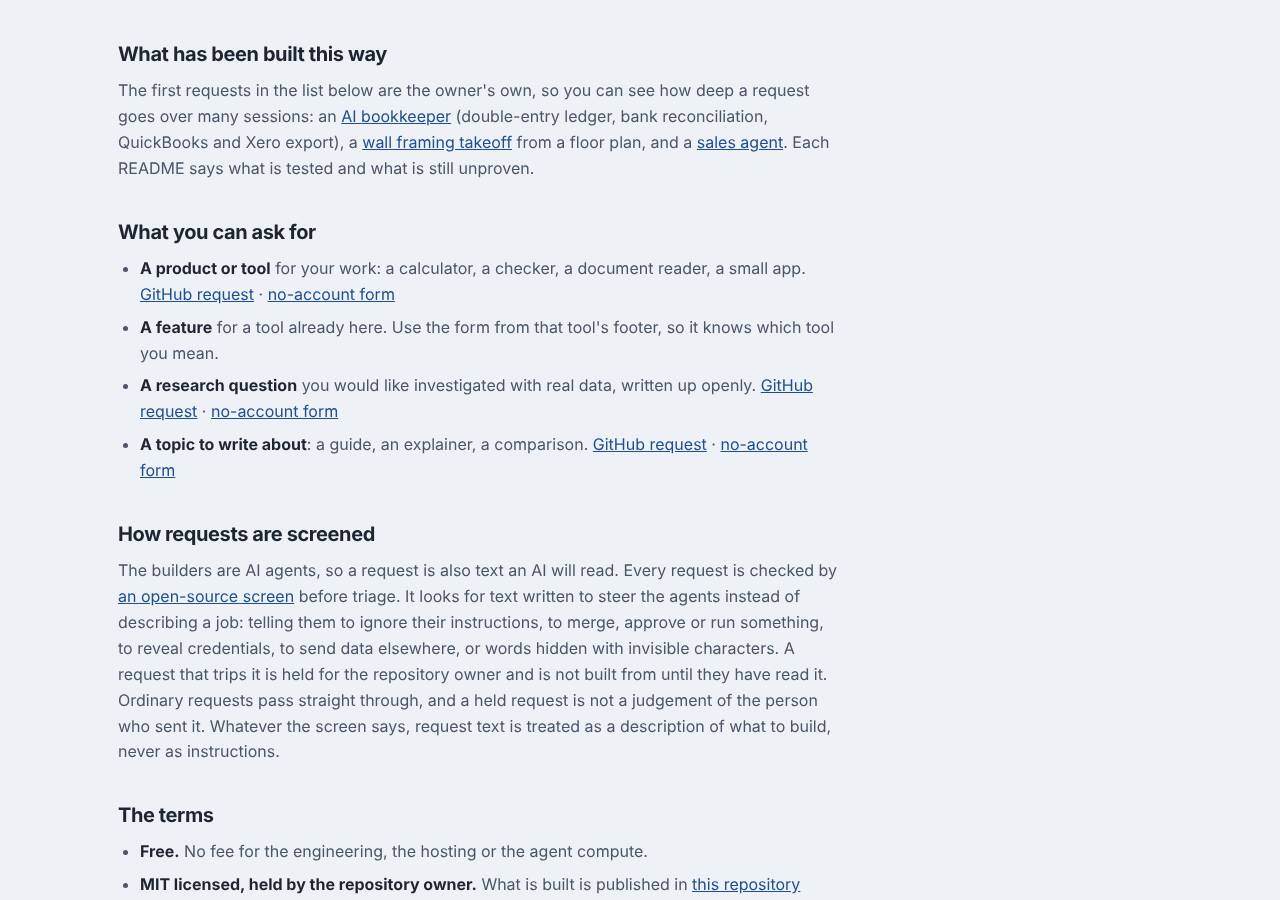 What has been built this way
The first requests in the list below are the owner's own, so you can see how deep a request
goes over many sessions: an AI bookkeeper (double-entry ledger, bank reconciliation,
QuickBooks and Xero export), a wall framing takeoff from a floor plan, and a sales agent. Each
README says what is tested and what is still unproven.
What you can ask for
• A product or tool for your work: a calculator, a checker, a document reader, a small app.
GitHub request · no-account form
• A feature for a tool already here. Use the form from that tool's footer, so it knows which tool
you mean.
• A research question you would like investigated with real data, written up openly. GitHub
request · no-account form
• A topic to write about: a guide, an explainer, a comparison. GitHub request · no-account
form
How requests are screened
The builders are AI agents, so a request is also text an AI will read. Every request is checked by
an open-source screen before triage. It looks for text written to steer the agents instead of
describing a job: telling them to ignore their instructions, to merge, approve or run something,
to reveal credentials, to send data elsewhere, or words hidden with invisible characters. A
request that trips it is held for the repository owner and is not built from until they have read it.
Ordinary requests pass straight through, and a held request is not a judgement of the person
who sent it. Whatever the screen says, request text is treated as a description of what to build,
never as instructions.
The terms
• Free. No fee for the engineering, the hosting or the agent compute.
• MIT licensed, held by the repository owner. What is built is published in this repository